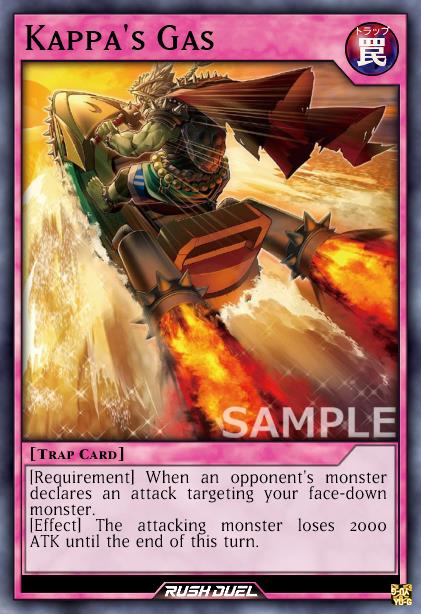 Kappa's Gas
トラップ
罠
SAMPLE
[Trap Card]
[Requirement] When an opponent's monster
declares an attack targeting your face-down
monster.
[Effect] The attacking monster loses 2000
ATK until the end of this turn.
RUSH DUEL